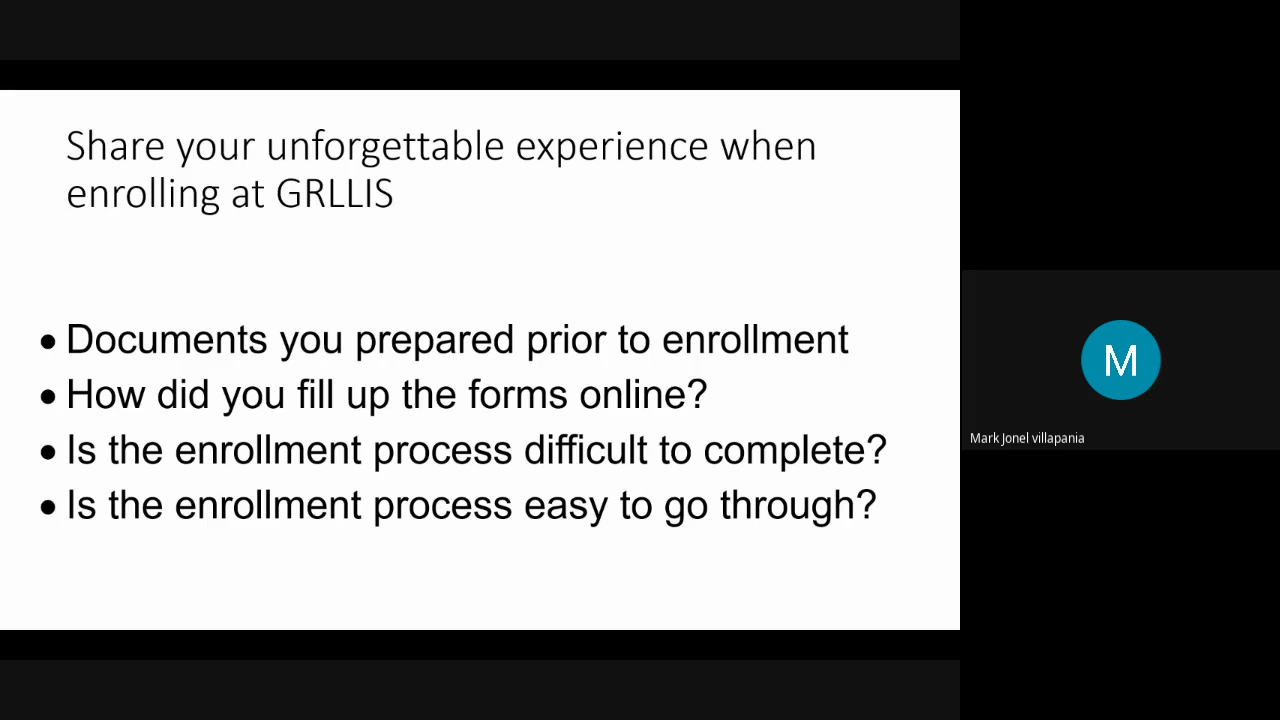 Share your unforgettable experience when
enrolling at GRLLIS
• Documents you prepared prior to enrollment
• How did you fill up the forms online?
• Is the enrollment process difficult to complete?
• Is the enrollment process easy to go through?
M
Mark Jonel villapania